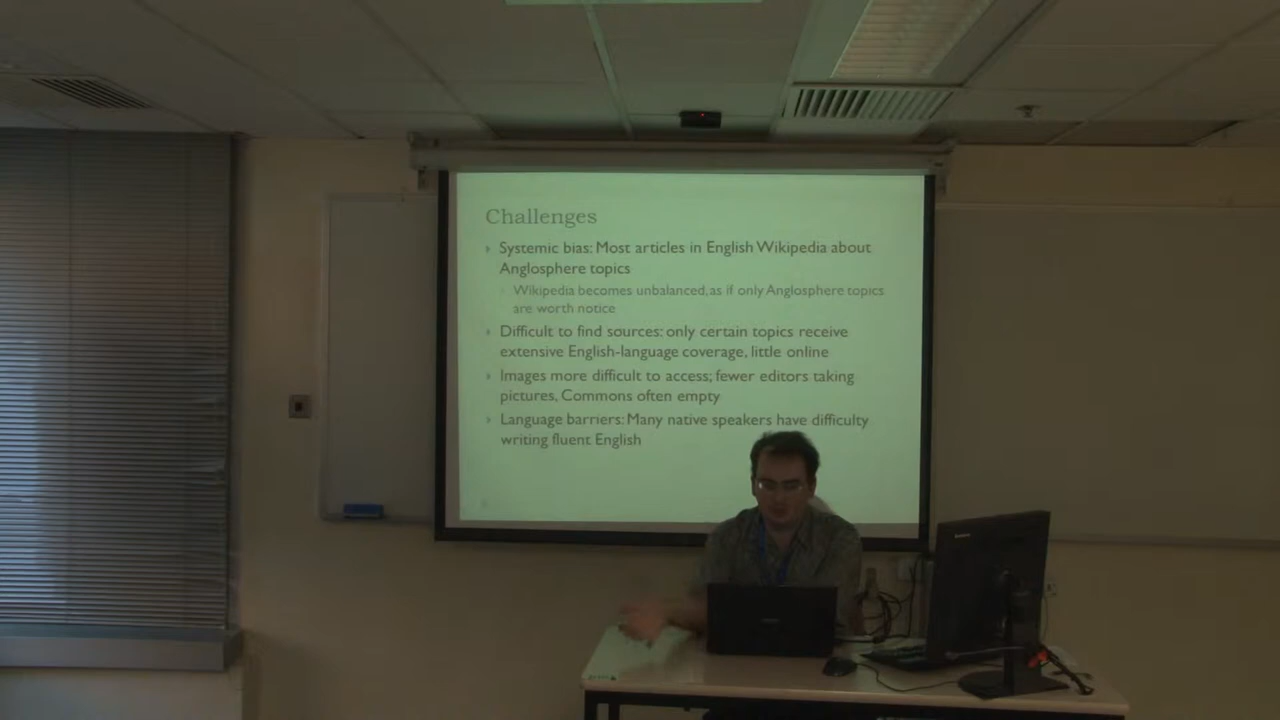 Challenges
Systemic bias: Most articles in English Wikipedia about
Anglosphere topics
Wikipedia becomes unbalanced, as if only Anglosphere topics
are worth notice
Difficult to find sources: only certain topics receive
extensive English-language coverage, little online
Images more difficult to access; fewer editors taking
pictures, Commons often empty
Language barriers: Many native speakers have difficulty
writing fluent English